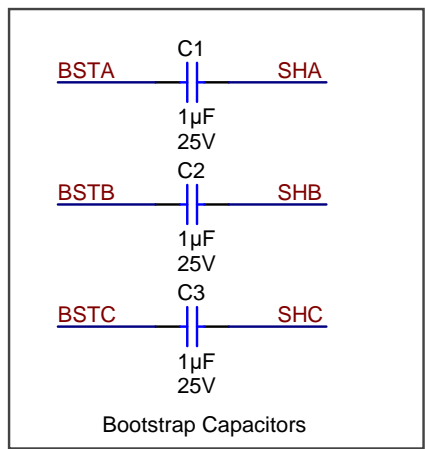 C1
BSTA SHA
1µF
25V
C2
BSTB SHB
1µF
25V
C3
BSTC SHC
1µF
25V
Bootstrap Capacitors